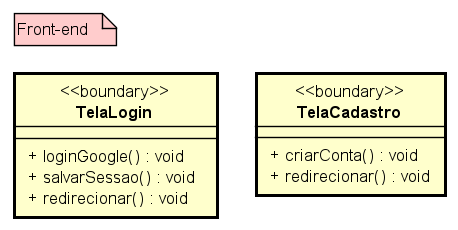 Front-end
<<boundary>>
TelaLogin
+ loginGoogle() : void
+ salvarSessao() : void
+ redirecionar() : void
<<boundary>>
TelaCadastro
+ criarConta() : void
+ redirecionar() : void